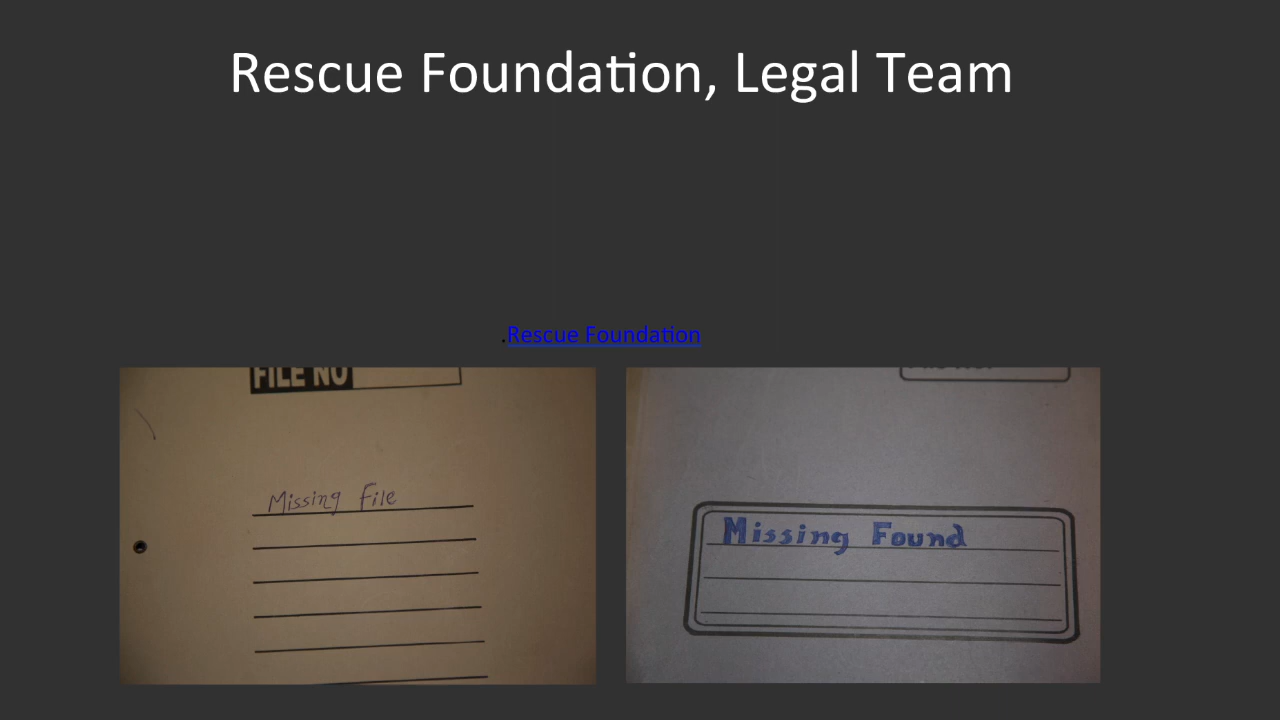 Rescue Foundation, Legal Team
.Rescue Foundation
FILE NO
Missing File
Missing Found